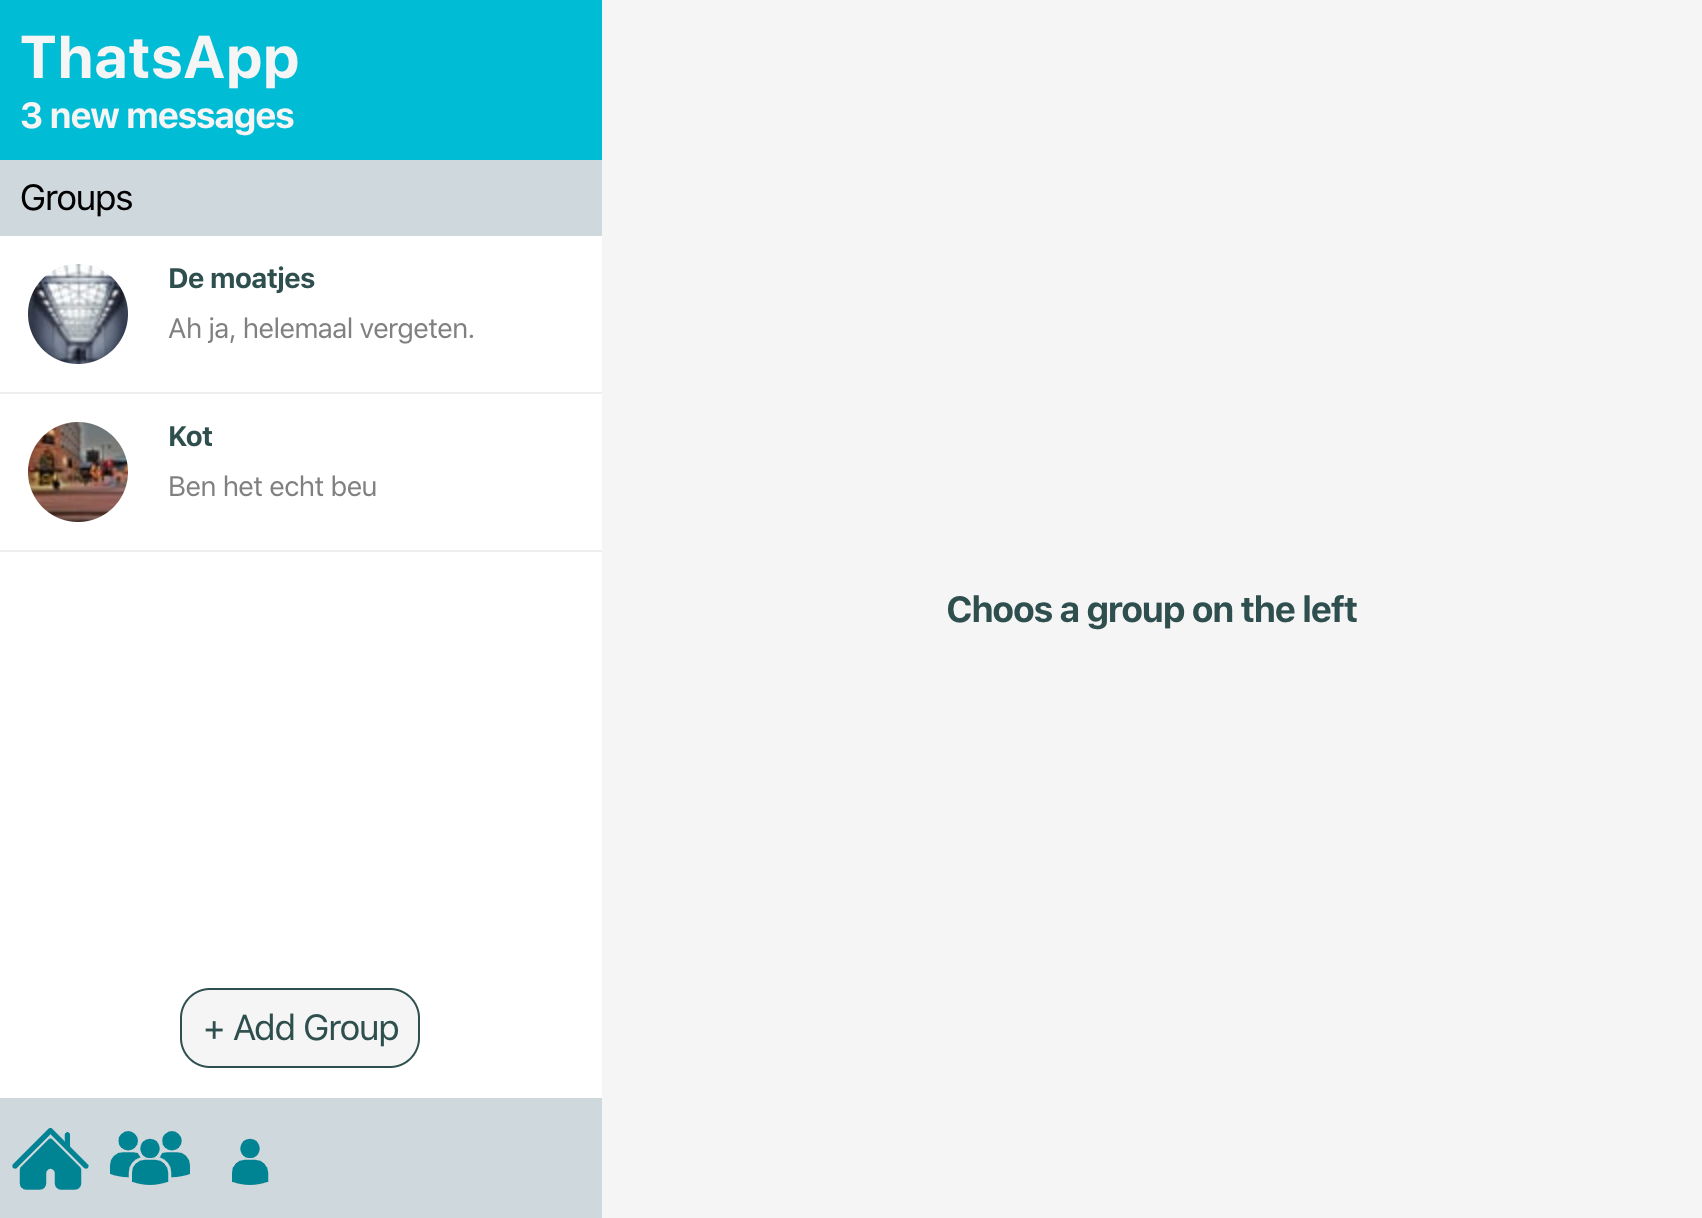 ThatsApp
3 new messages
Groups
De moatjes
Ah ja, helemaal vergeten.
Kot
Ben het echt beu
+ Add Group
Choos a group on the left